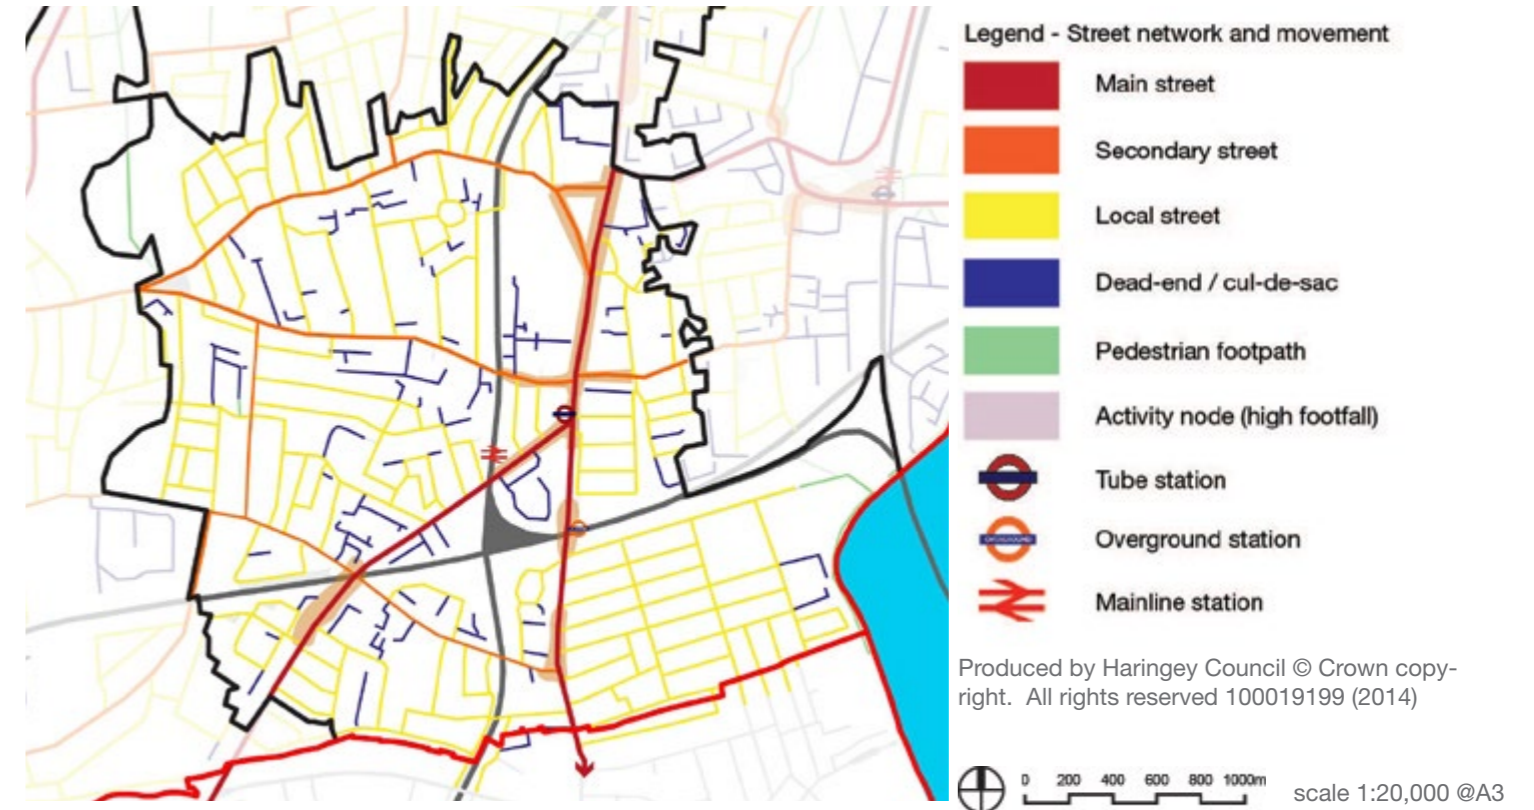 Legend - Street network and movement
Main street
Secondary street
Local street
Dead-end / cul-de-sac
Pedestrian footpath
Activity node (high footfall)
Tube station
Overground station
Mainline station
Produced by Haringey Council © Crown copy-
right. All rights reserved 100019199 (2014)
0 200 400 600 800 1000m
scale 1:20,000 @A3